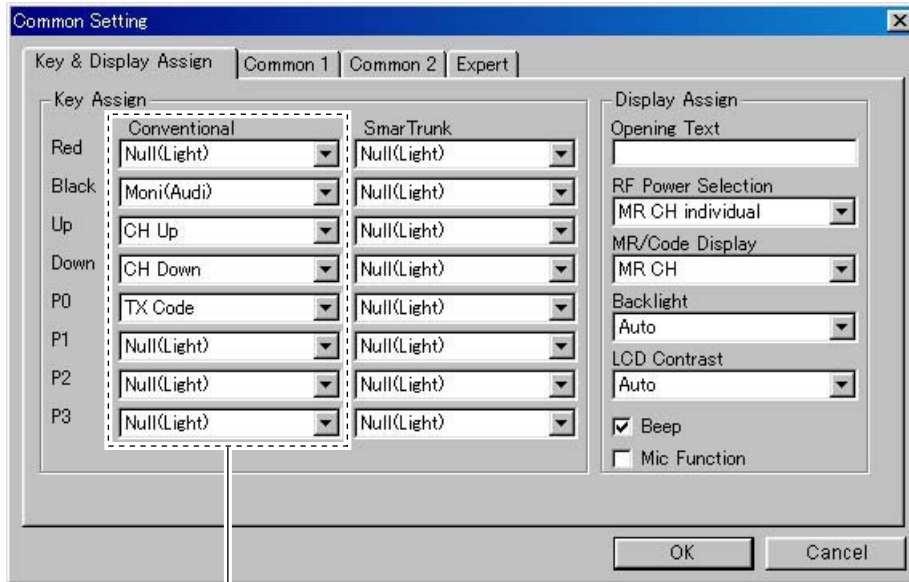 Common Setting
Key & Display Assign
Common 1
Common 2
Expert
Key Assign
Conventional
SmarTrunk
Red
Null(Light)
Null(Light)
Black
Moni(Audi)
Null(Light)
Up
CH Up
Null(Light)
Down
CH Down
Null(Light)
P0
TX Code
Null(Light)
P1
Null(Light)
Null(Light)
P2
Null(Light)
Null(Light)
P3
Null(Light)
Null(Light)
Display Assign
Opening Text
RF Power Selection
MR CH individual
MR/Code Display
MR CH
Backlight
Auto
LCD Contrast
Auto
Beep
Mic Function
OK
Cancel